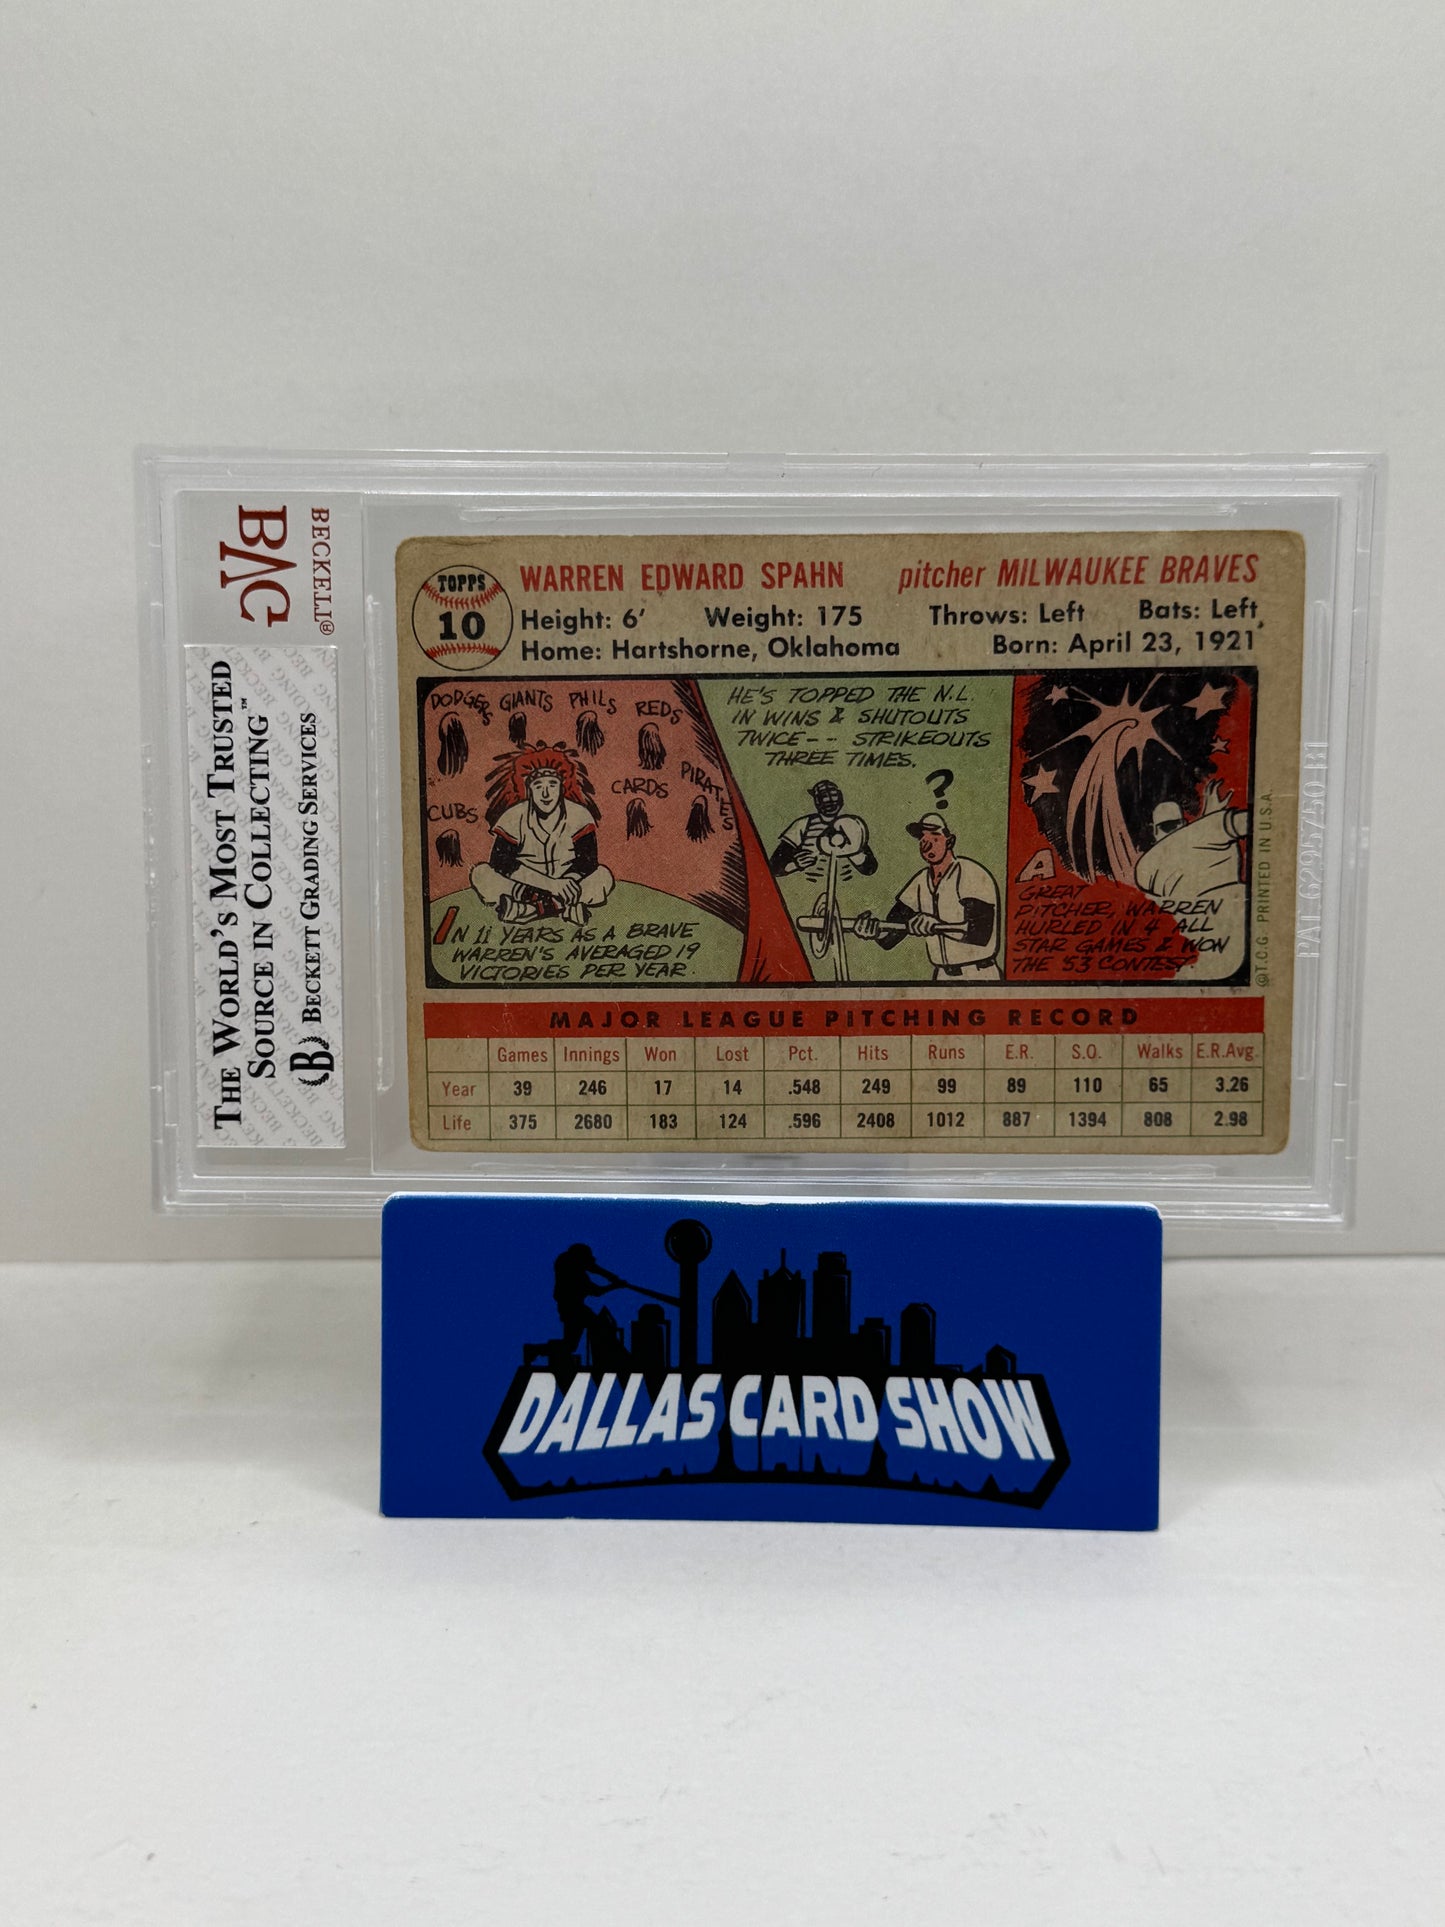 BVG
BECKETT®
THE WORLD'S MOST TRUSTED
SOURCE IN COLLECTING™
BECKETT GRADING SERVICES
TOPPS
10
WARREN EDWARD SPAHN pitcher MILWAUKEE BRAVES
Height: 6' Weight: 175 Throws: Left Bats: Left
Home: Hartshorne, Oklahoma Born: April 23, 1921
DODGERS GIANTS PHILS REDS
CUBS CARDS PIRATES
IN 11 YEARS AS A BRAVE
WARREN'S AVERAGED 19
VICTORIES PER YEAR.
HE'S TOPPED THE N.L.
IN WINS & SHUTOUTS
TWICE-- STRIKEOUTS
THREE TIMES.
?
A
GREAT
PITCHER, WARREN
HURLED IN 4 ALL
STAR GAMES & WON
THE '53 CONTEST.
©T.C.G. PRINTED IN U.S.A.
MAJOR LEAGUE PITCHING RECORD
Games Innings Won Lost Pct. Hits Runs E.R. S.O. Walks E.R.Avg.
Year 39 246 17 14 .548 249 99 89 110 65 3.26
Life 375 2680 183 124 .596 2408 1012 887 1394 808 2.98
DALLAS CARD SHOW